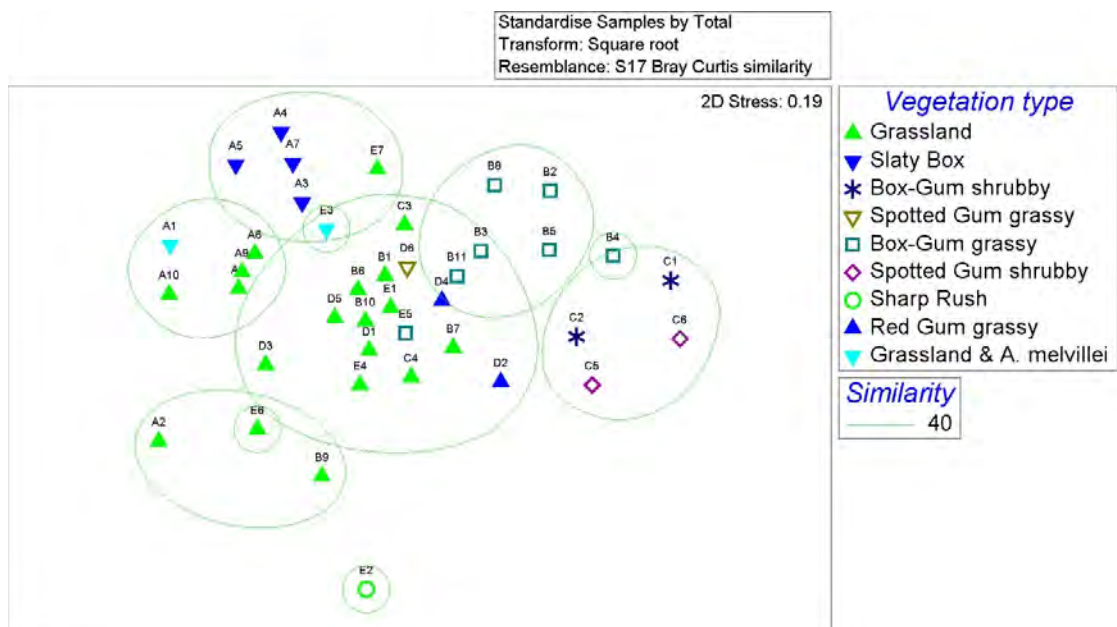 Standardise Samples by Total
Transform: Square root
Resemblance: S17 Bray Curtis similarity
2D Stress: 0.19
A4
A5
A7
E7
A3
E3
C3
B8
B2
B3
B5
B11
B4
C1
C2
C6
C5
A1
A6
A9
A10
D6
B1
B6
D4
E1
D5
B10
E5
D1
B7
D3
E4
C4
D2
A2
E6
B9
E2
Vegetation type
Grassland
Slaty Box
Box-Gum shrubby
Spotted Gum grassy
Box-Gum grassy
Spotted Gum shrubby
Sharp Rush
Red Gum grassy
Grassland & A. melvillei
Similarity
40